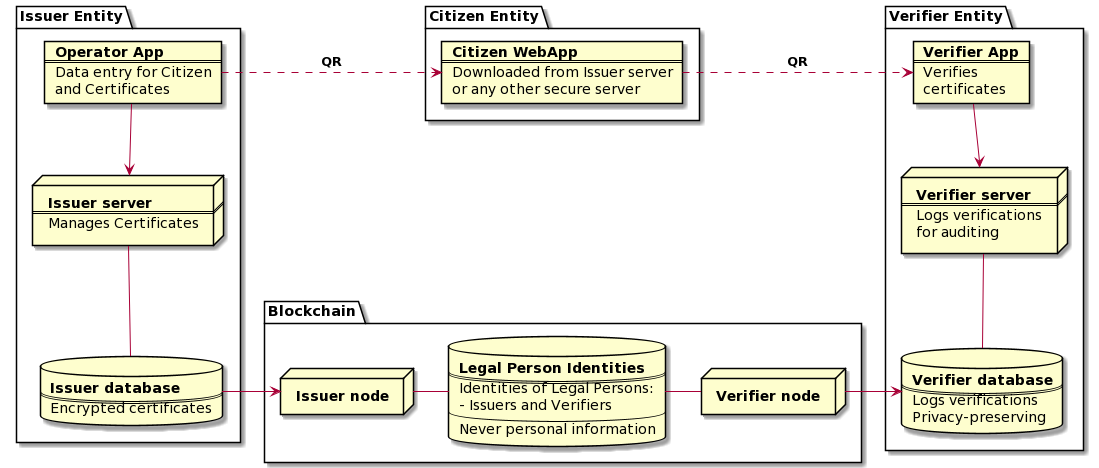 Issuer Entity
Operator App
Data entry for Citizen
and Certificates
QR
Citizen Entity
Citizen WebApp
Downloaded from Issuer server
or any other secure server
QR
Verifier Entity
Verifier App
Verifies
certificates
Issuer server
Manages Certificates
Verifier server
Logs verifications
for auditing
Issuer database
Encrypted certificates
Blockchain
Issuer node
Legal Person Identities
Identities of Legal Persons:
- Issuers and Verifiers
Never personal information
Verifier node
Verifier database
Logs verifications
Privacy-preserving